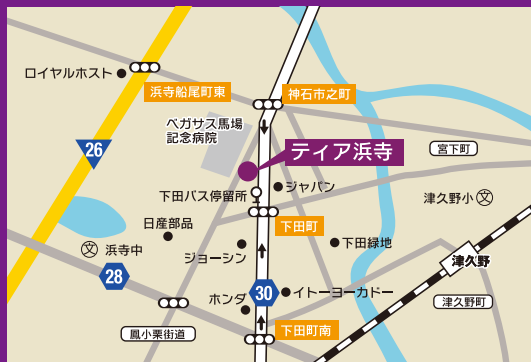 ロイヤルホスト
浜寺船尾町東
神石市之町
ペガサス馬場
記念病院
ティア浜寺
宮下町
26
下田バス停留所
ジャパン
津久野小
文
日産部品
下田町
文
浜寺中
ジョーシン
下田緑地
津久野
28
ホンダ
30
イトーヨーカドー
津久野町
鳳小栗街道
下田町南